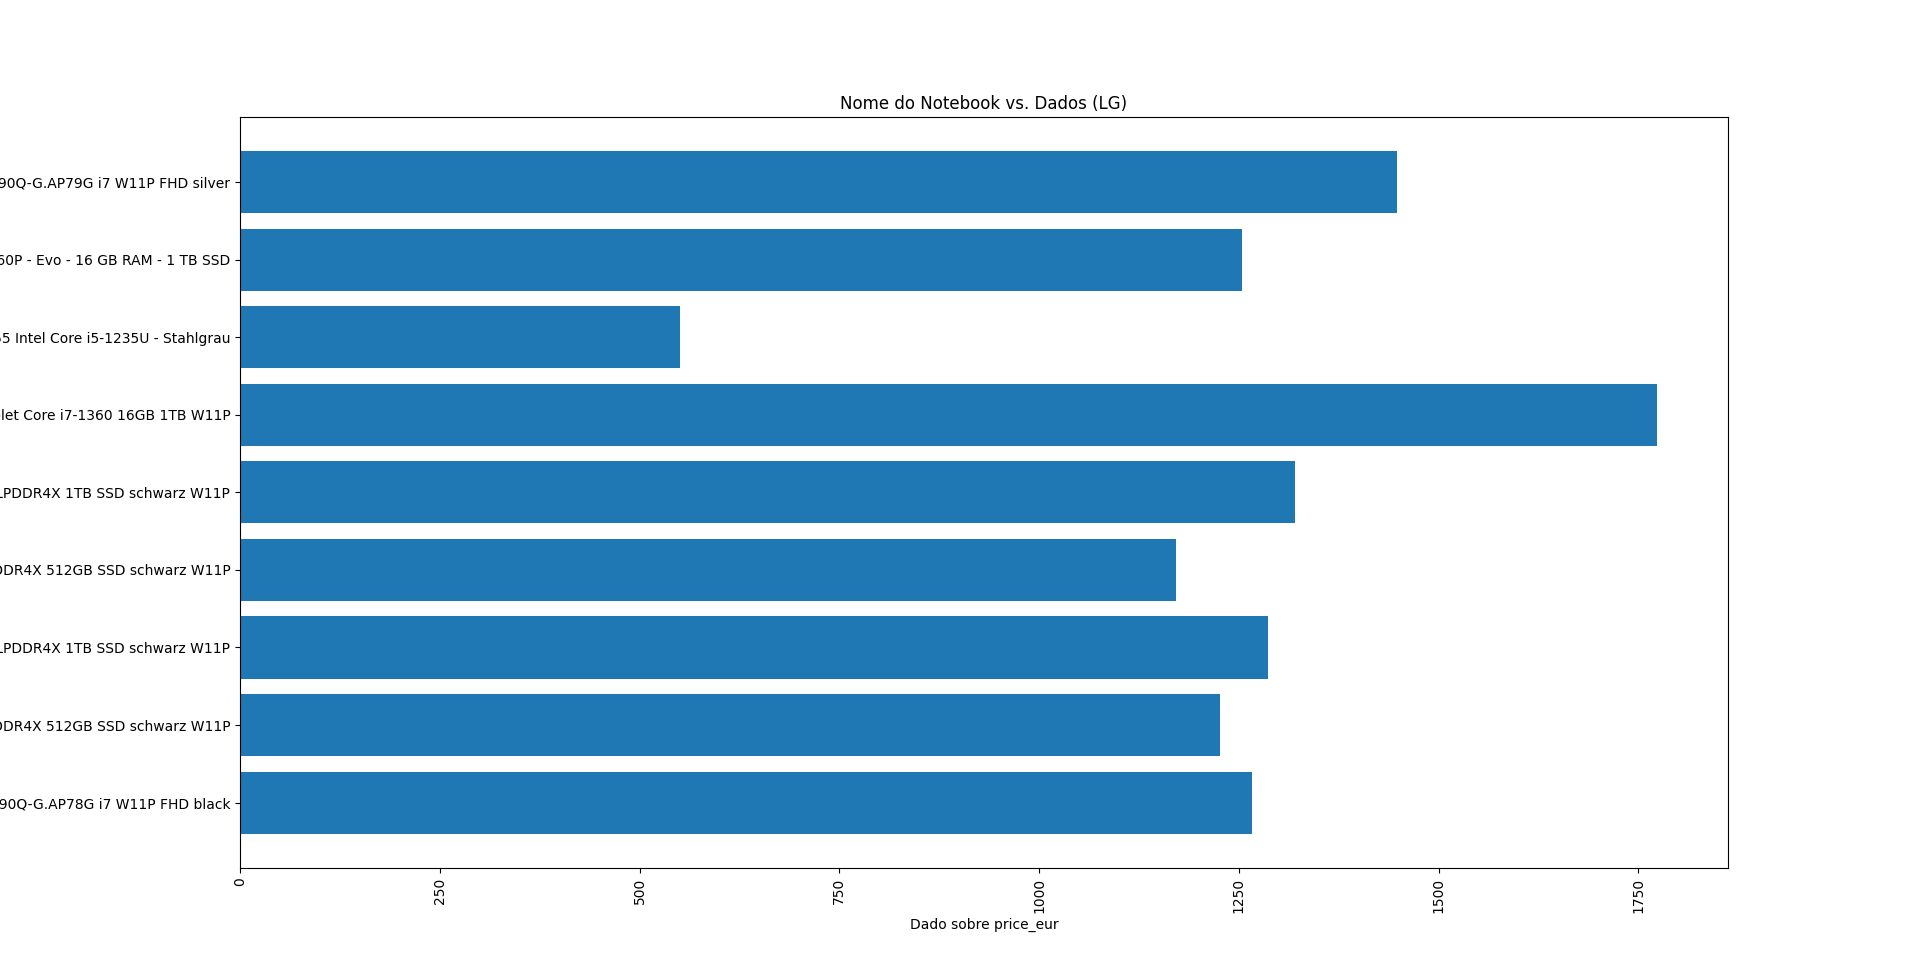 Nome do Notebook vs. Dados (LG)
90Q-G.AP79G i7 W11P FHD silver
60P - Evo - 16 GB RAM - 1 TB SSD
5 Intel Core i5-1235U - Stahlgrau
let Core i7-1360 16GB 1TB W11P
LPDDR4X 1TB SSD schwarz W11P
DDR4X 512GB SSD schwarz W11P
LPDDR4X 1TB SSD schwarz W11P
DDR4X 512GB SSD schwarz W11P
90Q-G.AP78G i7 W11P FHD black
0 250 500 750 1000 1250 1500 1750
Dado sobre price_eur